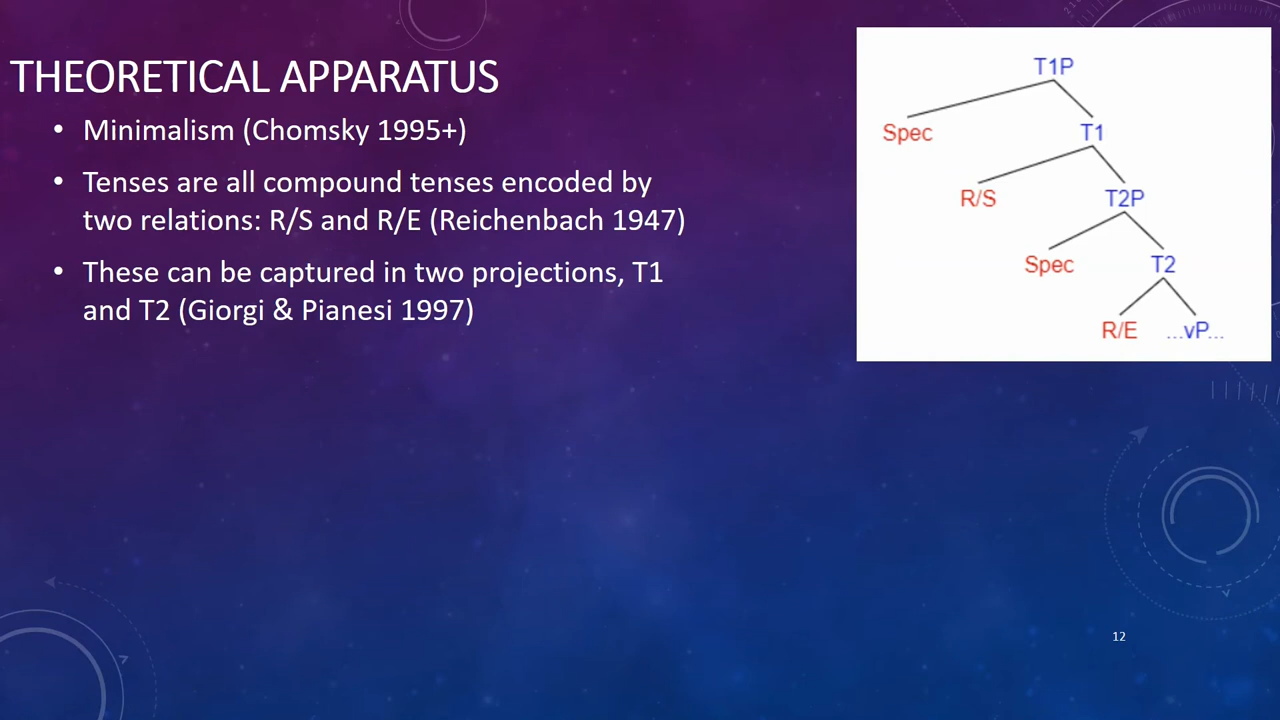 THEORETICAL APPARATUS
• Minimalism (Chomsky 1995+)
• Tenses are all compound tenses encoded by
two relations: R/S and R/E (Reichenbach 1947)
• These can be captured in two projections, T1
and T2 (Giorgi & Pianesi 1997)
T1P
Spec T1
R/S T2P
Spec T2
R/E ...vP...
12